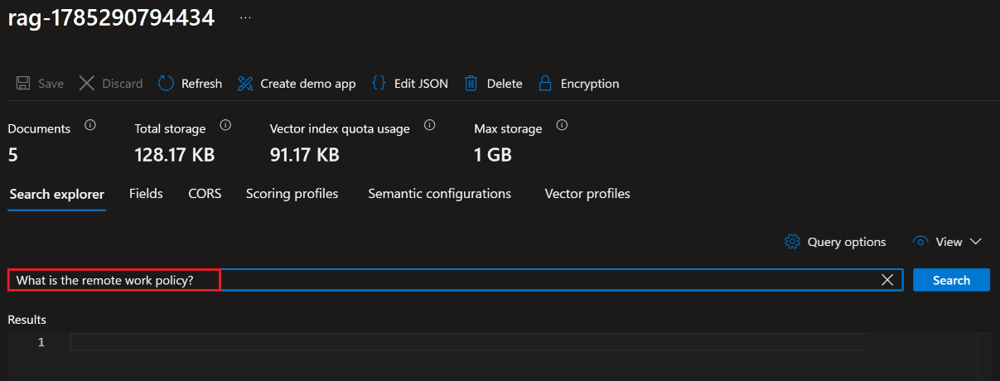 rag-1785290794434 ...
Save Discard Refresh Create demo app {} Edit JSON Delete Encryption
Documents Total storage Vector index quota usage Max storage
5 128.17 KB 91.17 KB 1 GB
Search explorer Fields CORS Scoring profiles Semantic configurations Vector profiles
Query options View
What is the remote work policy? Search
Results
1